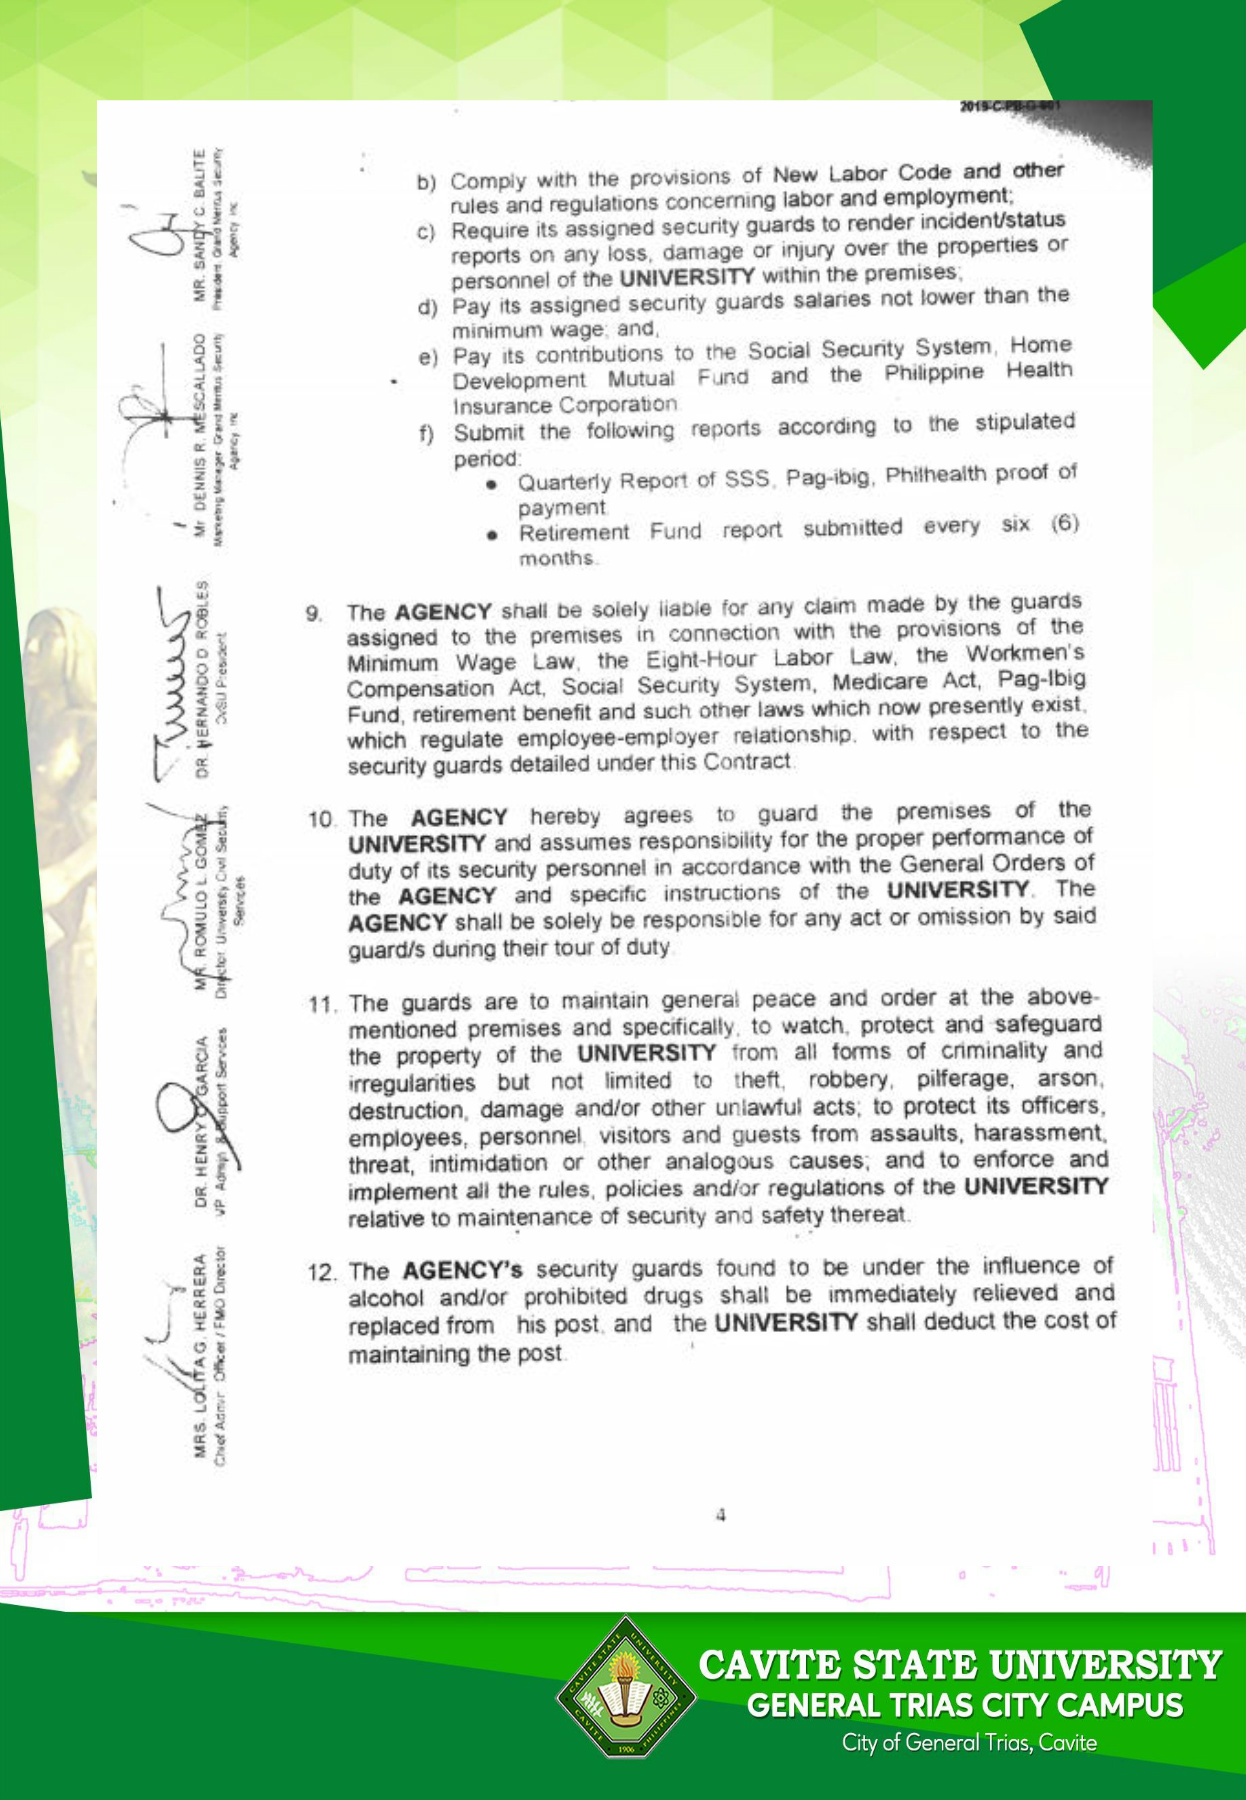 2019-C-PB-G-001
b) Comply with the provisions of New Labor Code and other
rules and regulations concerning labor and employment;
c) Require its assigned security guards to render incident/status
reports on any loss, damage or injury over the properties or
personnel of the UNIVERSITY within the premises;
d) Pay its assigned security guards salaries not lower than the
minimum wage; and,
e) Pay its contributions to the Social Security System, Home
Development Mutual Fund and the Philippine Health
Insurance Corporation
f) Submit the following reports according to the stipulated
period:
● Quarterly Report of SSS, Pag-ibig, Philhealth proof of
payment
● Retirement Fund report submitted every six (6)
months.
9. The AGENCY shall be solely liable for any claim made by the guards
assigned to the premises in connection with the provisions of the
Minimum Wage Law, the Eight-Hour Labor Law, the Workmen's
Compensation Act, Social Security System, Medicare Act, Pag-Ibig
Fund, retirement benefit and such other laws which now presently exist,
which regulate employee-employer relationship, with respect to the
security guards detailed under this Contract.
10. The AGENCY hereby agrees to guard the premises of the
UNIVERSITY and assumes responsibility for the proper performance of
duty of its security personnel in accordance with the General Orders of
the AGENCY and specific instructions of the UNIVERSITY. The
AGENCY shall be solely be responsible for any act or omission by said
guard/s during their tour of duty.
11. The guards are to maintain general peace and order at the above-
mentioned premises and specifically, to watch, protect and safeguard
the property of the UNIVERSITY from all forms of criminality and
irregularities but not limited to theft, robbery, pilferage, arson,
destruction, damage and/or other unlawful acts; to protect its officers,
employees, personnel, visitors and guests from assaults, harassment,
threat, intimidation or other analogous causes; and to enforce and
implement all the rules, policies and/or regulations of the UNIVERSITY
relative to maintenance of security and safety thereat.
12. The AGENCY's security guards found to be under the influence of
alcohol and/or prohibited drugs shall be immediately relieved and
replaced from his post, and the UNIVERSITY shall deduct the cost of
maintaining the post.
4
MR. SANDY C. BALITE
President Grand Meritus Security
Agency Inc
Mr DENNIS R. MESCALLADO
Marketing Manager Grand Meritus Security
Agency Inc
DR. HERNANDO D. ROBLES
CvSU President
MR. ROMULO L. GOMEZ
Director University Civil Security
Services
DR. HENRY GARCIA
VP Admin & Support Services
MRS. LOLITA G. HERRERA
Chief Admin Officer / FMO Director
CAVITE STATE UNIVERSITY
CAVITE
PHILIPPINES
1906
CAVITE STATE UNIVERSITY
GENERAL TRIAS CITY CAMPUS
City of General Trias, Cavite